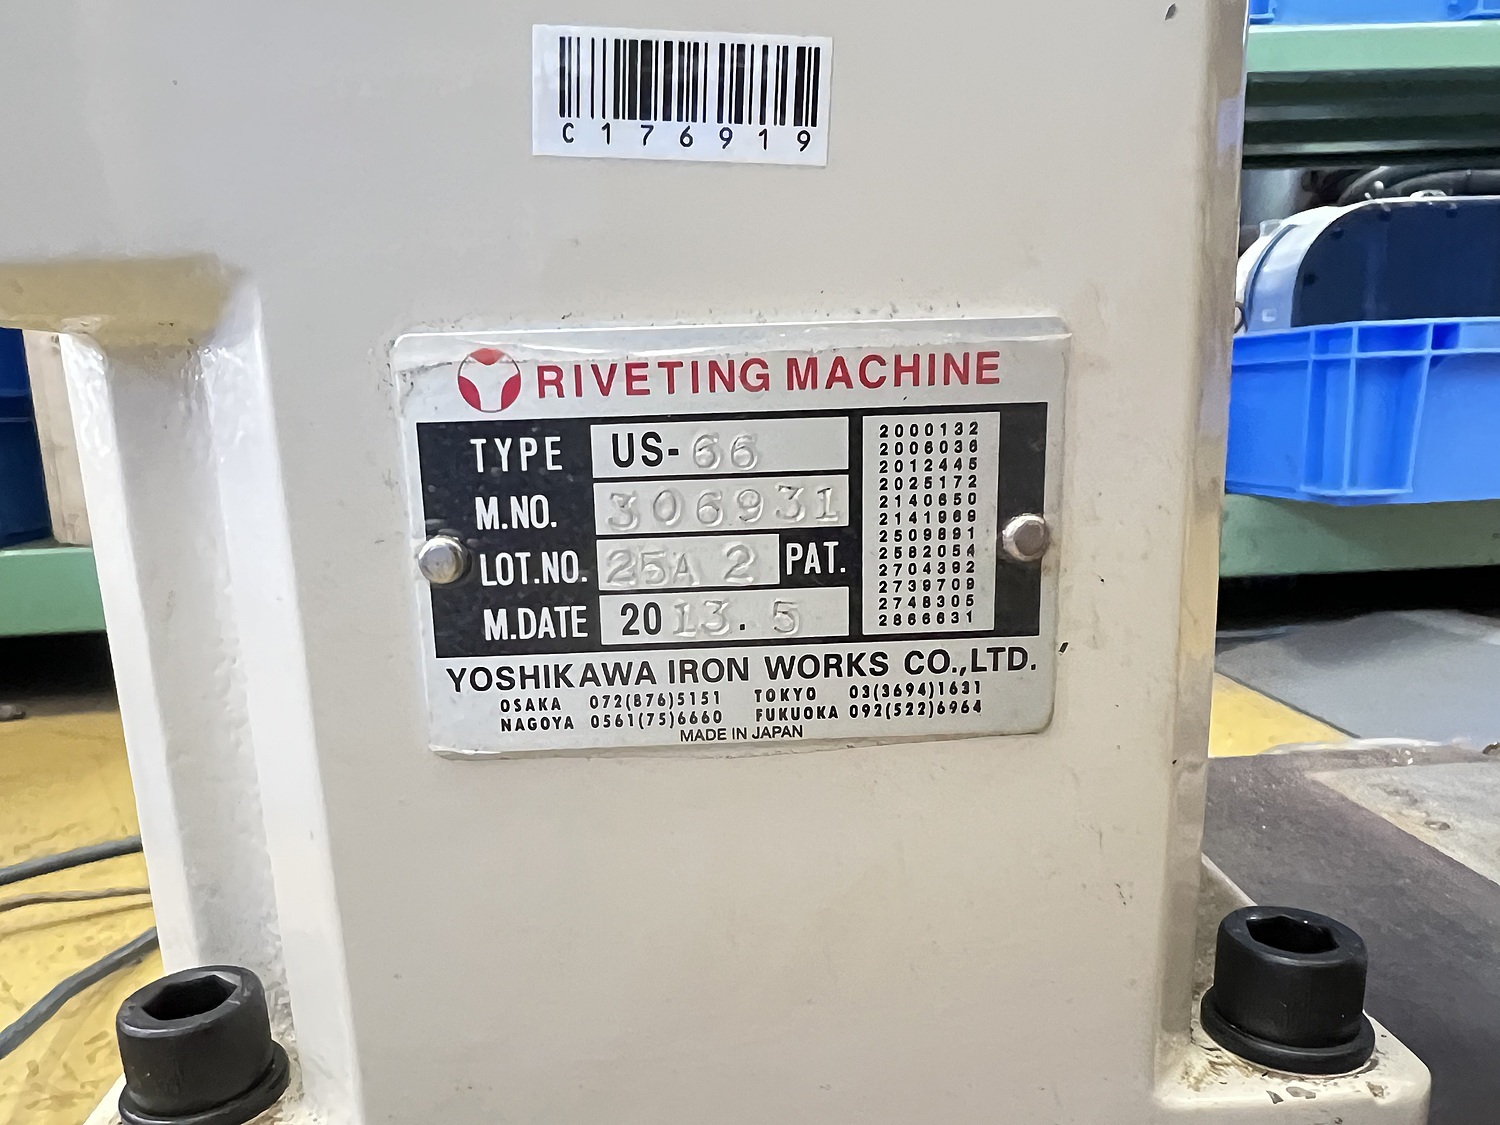 C176919
RIVETING MACHINE
TYPE US-66
M.NO. 306931
LOT.NO. 25A 2 PAT.
M.DATE 2013.5
2000132
2006036
2012445
2025172
2140650
2141969
2509891
2582054
2704392
2739709
2748305
2866631
YOSHIKAWA IRON WORKS CO.,LTD.
OSAKA 072(876)5151 TOKYO 03(3694)1631
NAGOYA 0561(75)6660 FUKUOKA 092(522)6964
MADE IN JAPAN